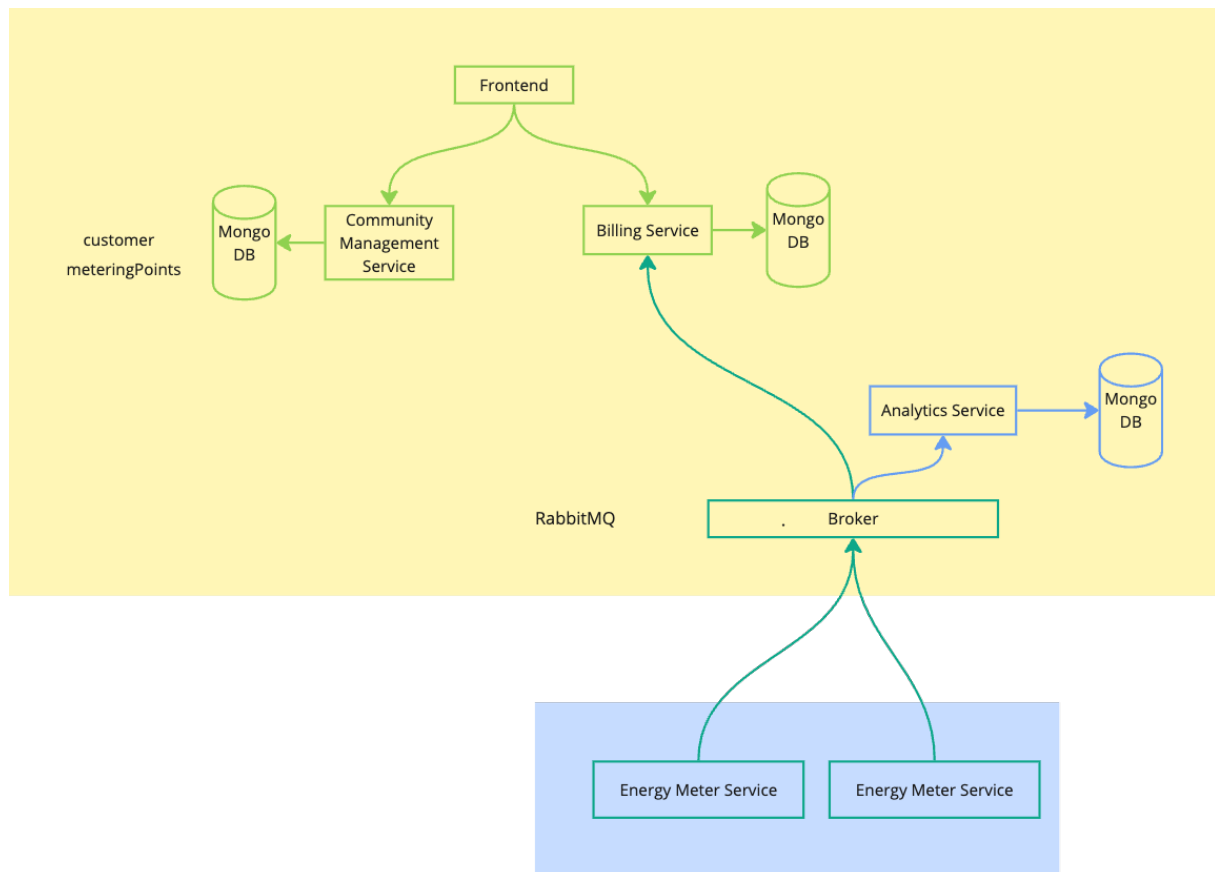 Frontend
Mongo
DB
Community
Management
Service
Billing Service
Mongo
DB
customer
meteringPoints
Analytics Service
Mongo
DB
RabbitMQ
. Broker
Energy Meter Service
Energy Meter Service